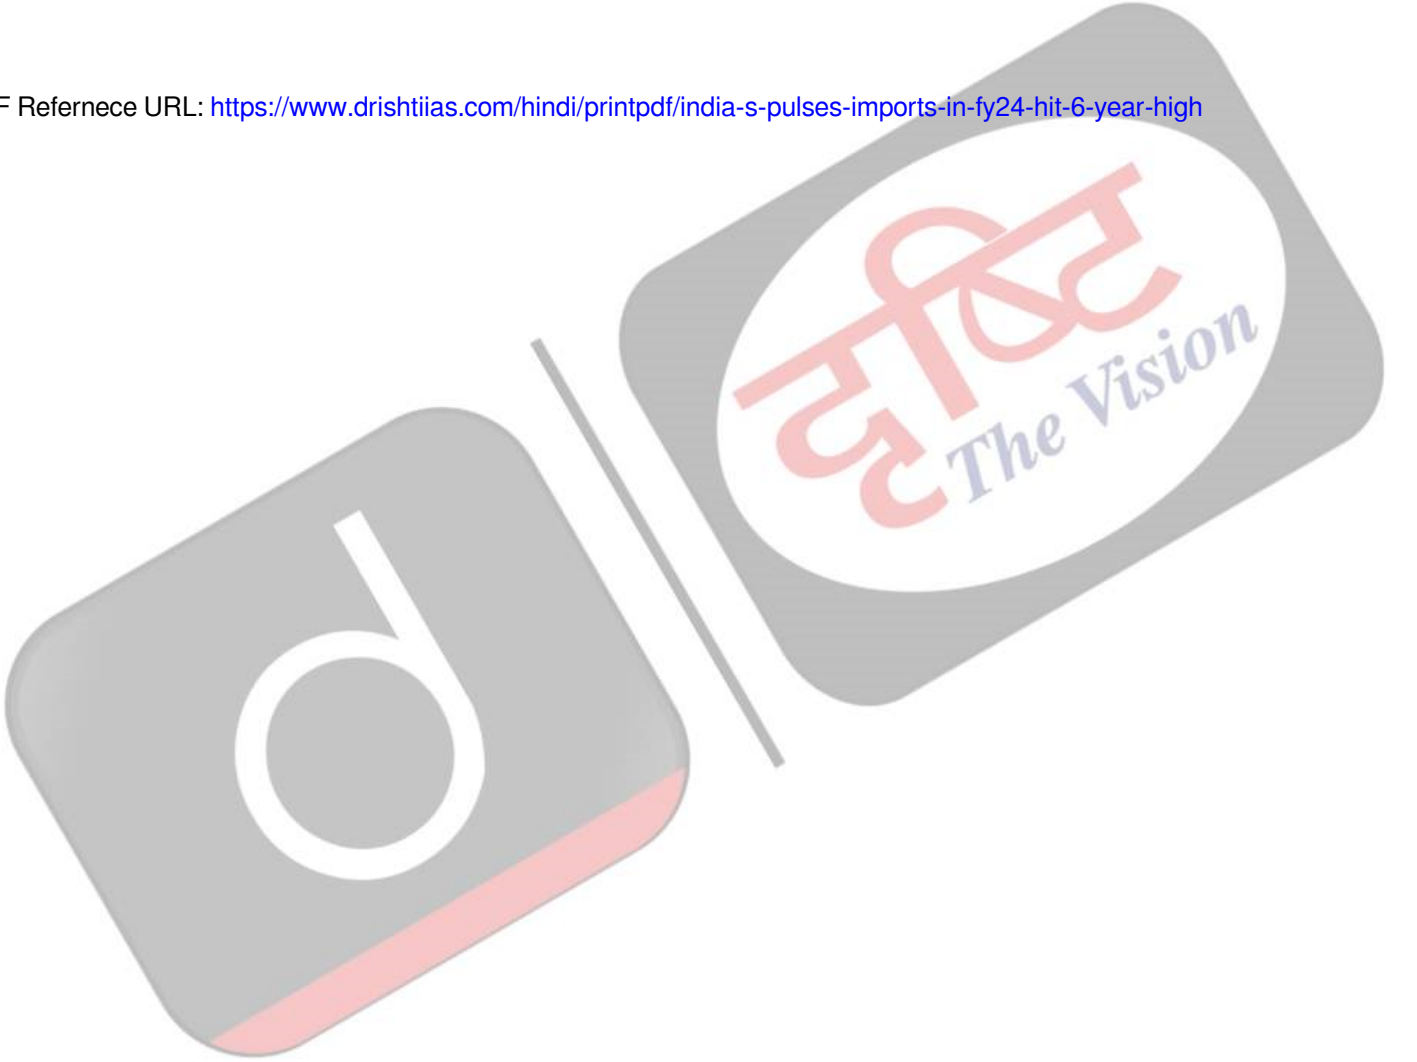 F Refernece URL: https://www.drishtiias.com/hindi/printpdf/india-s-pulses-imports-in-fy24-hit-6-year-high
दृष्टि
The Vision
d